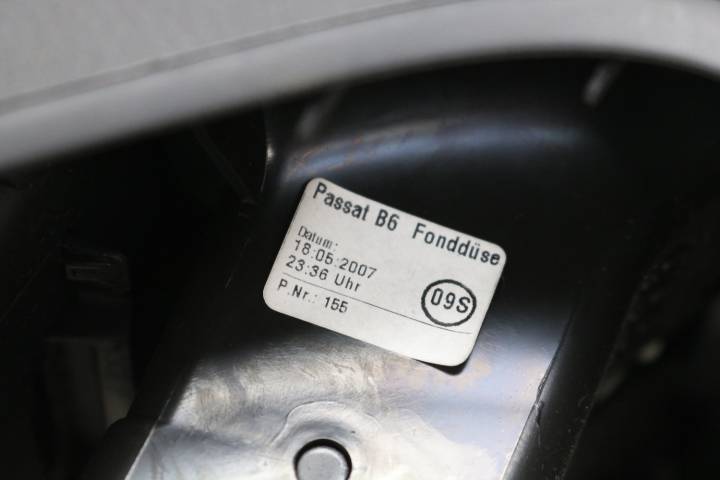 Passat B6 Fonddüse
Datum:
18:05:2007
23:36 Uhr
P.Nr.: 155
09S